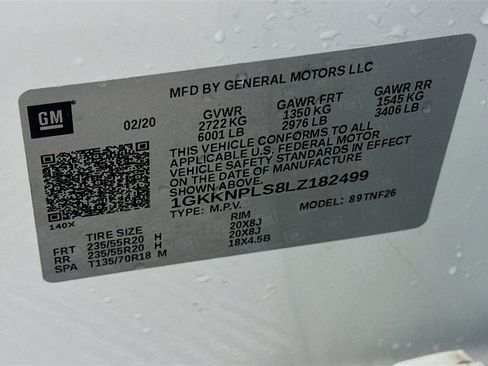 MFD BY GENERAL MOTORS LLC
GM
02/20
GVWR
2722 KG
6001 LB
GAWR FRT
1350 KG
2976 LB
GAWR RR
1545 KG
3406 LB
THIS VEHICLE CONFORMS TO ALL
APPLICABLE U.S. FEDERAL MOTOR
VEHICLE SAFETY STANDARDS IN EFFECT
ON THE DATE OF MANUFACTURE SHOWN ABOVE.
1GKKNPLS8LZ182499
TYPE: M.P.V.
MODEL: 89TNF26
140X
TIRE SIZE RIM
FRT 235/55R20 H 20X8J
RR 235/55R20 H 20X8J
SPA T135/70R18 M 18X4.5B